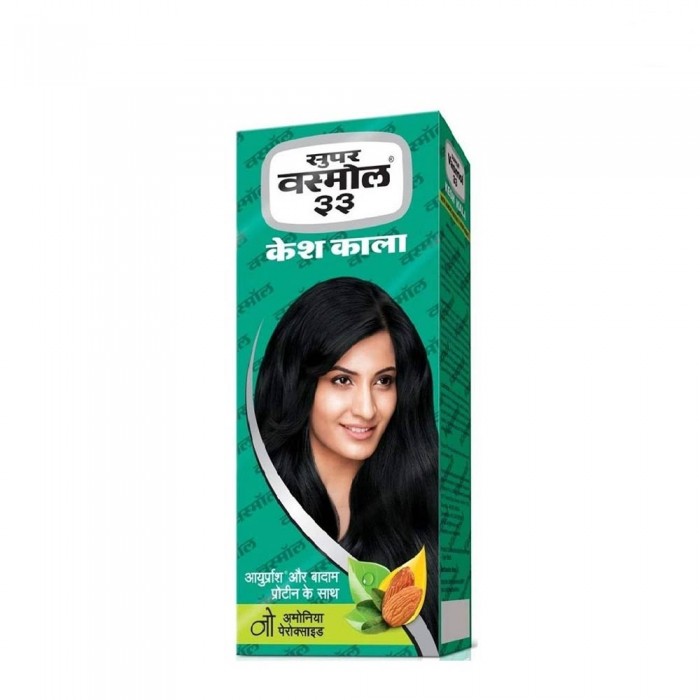 सुपर
वस्मोल®
३३
केश काला
आयुर्प्राश और बादाम
प्रोटीन के साथ
नो अमोनिया
पेरोक्साइड